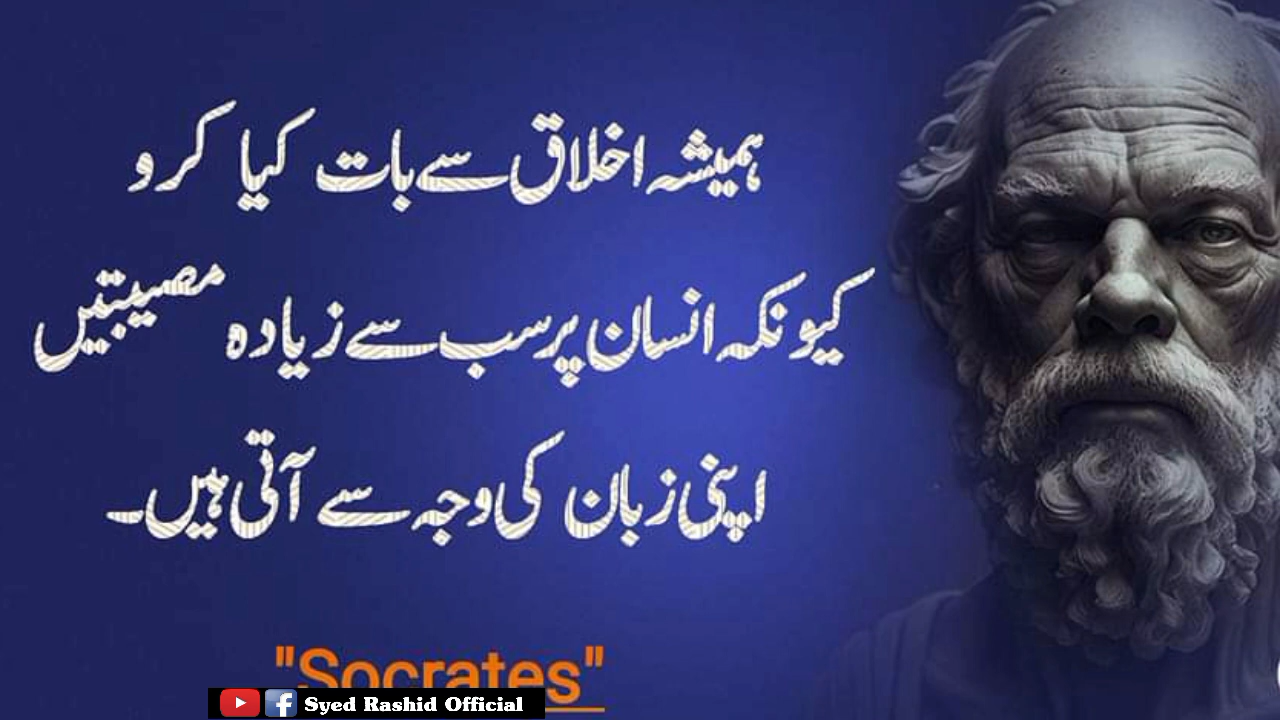 ہمیشہ اخلاق سے بات کیا کرو
کیونکہ انسان پر سب سے زیادہ مصیبتیں
اپنی زبان کی وجہ سے آتی ہیں۔
"Socrates"
Syed Rashid Official